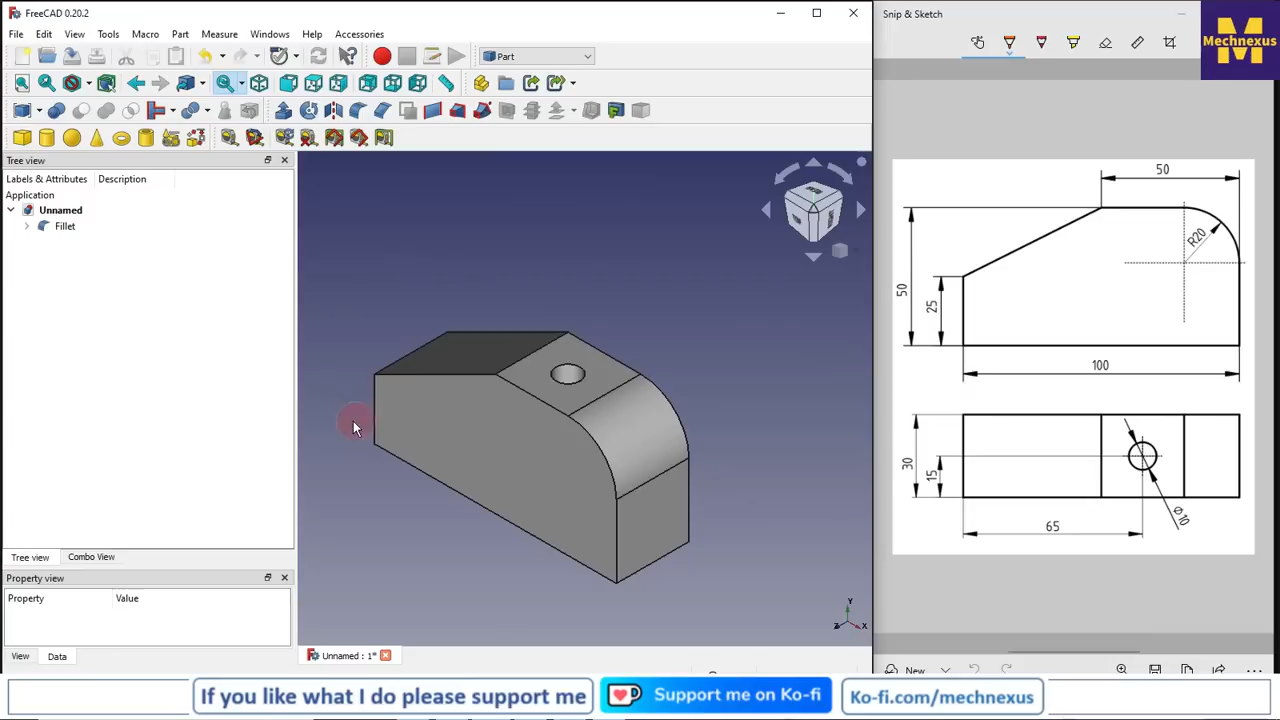 FreeCAD 0.20.2
File Edit View Tools Macro Part Measure Windows Help Accessories
Part
Tree view
Labels & Attributes Description
Application
Unnamed
Fillet
Tree view Combo View
Property view
Property Value
View Data
Unnamed : 1*
Y
Z X
Snip & Sketch
Mechnexus
50
R20
50
25
100
30
15
Ø10
65
New
If you like what I do please support me
Support me on Ko-fi
Ko-fi.com/mechnexus